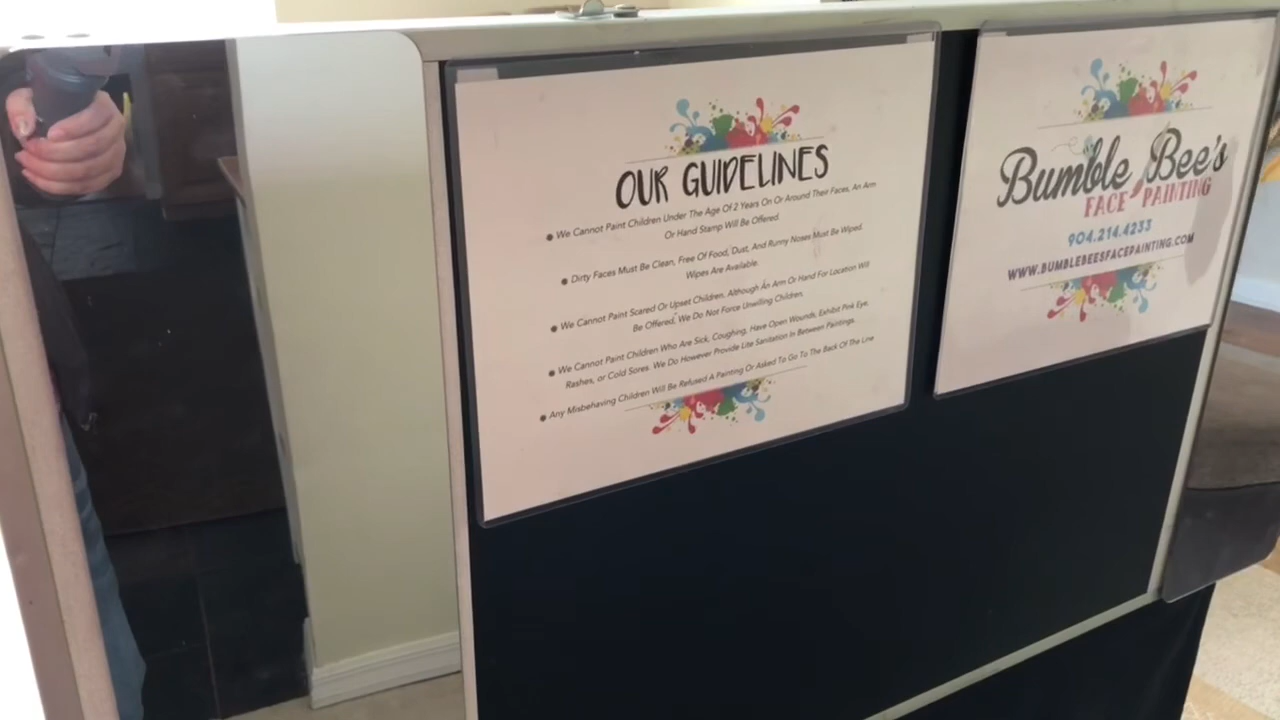 OUR GUIDELINES
• We Cannot Paint Children Under The Age Of 2 Years On Or Around Their Faces, An Arm
Or Hand Stamp Will Be Offered.
• Dirty Faces Must Be Clean, Free Of Food, Dust, And Runny Noses Must Be Wiped.
Wipes Are Available.
• We Cannot Paint Scared Or Upset Children. Although An Arm Or Hand For Location Will
Be Offered, We Do Not Force Unwilling Children.
• We Cannot Paint Children Who Are Sick, Coughing, Have Open Wounds, Exhibit Pink Eye,
Rashes, or Cold Sores. We Do However Provide Lite Sanitation In Between Paintings.
• Any Misbehaving Children Will Be Refused A Painting Or Asked To Go To The Back Of The Line
Bumble Bee's
FACE PAINTING
904.214.4233
WWW.BUMBLEBEESFACEPAINTING.COM